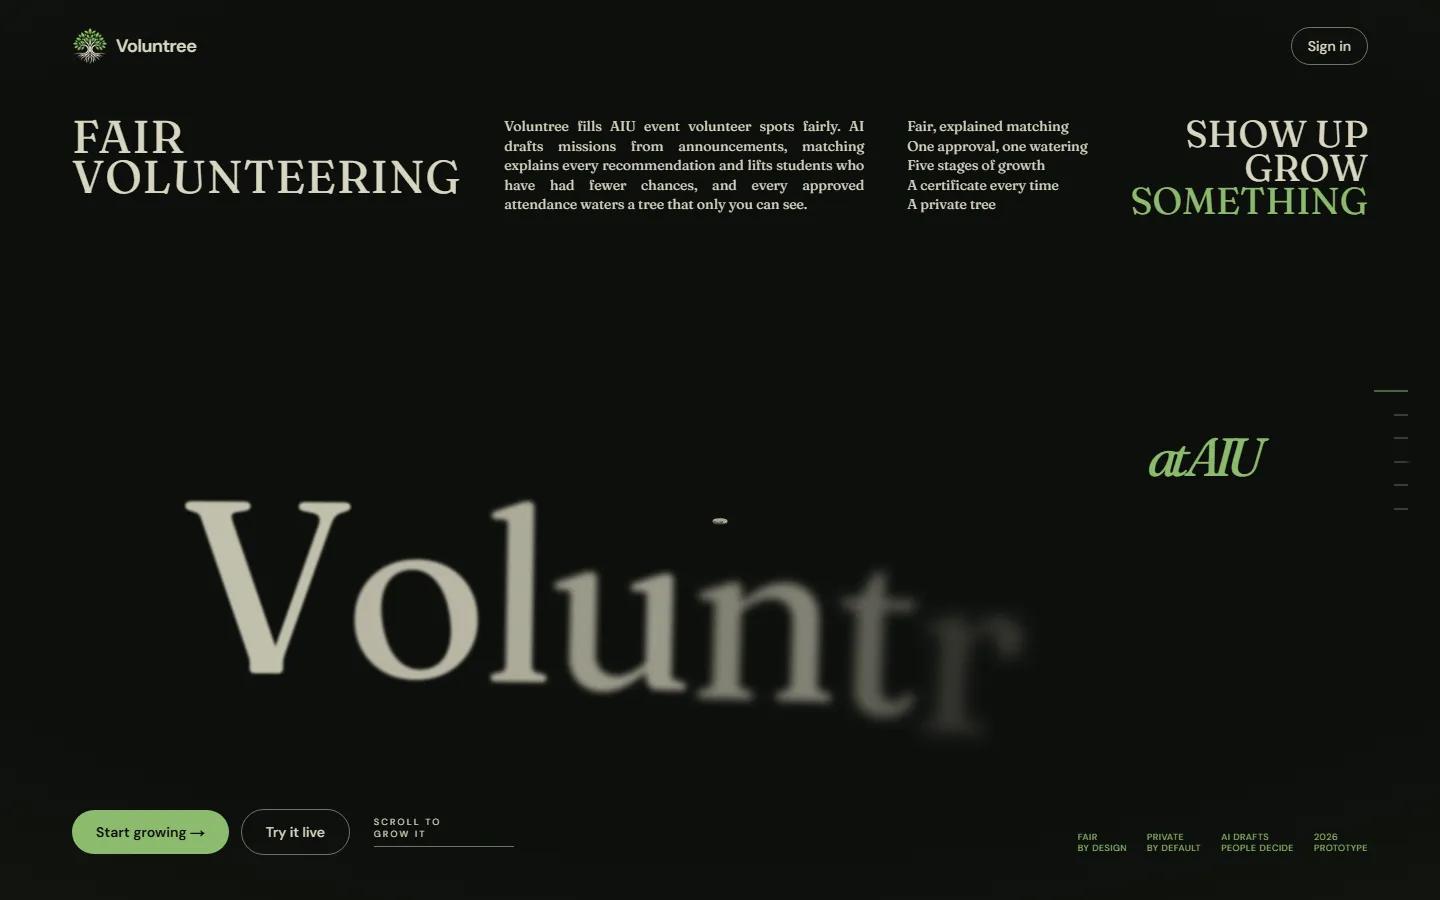 Voluntree
Sign in
FAIR
VOLUNTEERING
Voluntree fills AIU event volunteer spots fairly. AI
drafts missions from announcements, matching
explains every recommendation and lifts students who
have had fewer chances, and every approved
attendance waters a tree that only you can see.
Fair, explained matching
One approval, one watering
Five stages of growth
A certificate every time
A private tree
SHOW UP
GROW
SOMETHING
at AIU
Voluntr
Start growing →
Try it live
SCROLL TO
GROW IT
FAIR
BY DESIGN
PRIVATE
BY DEFAULT
AI DRAFTS
PEOPLE DECIDE
2026
PROTOTYPE